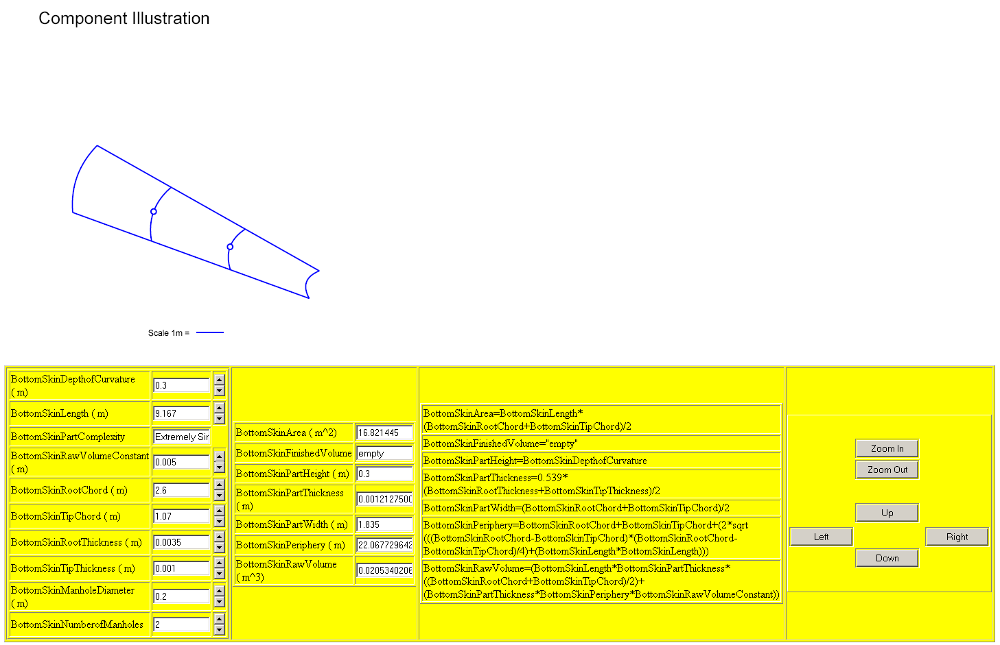 Component Illustration
Scale 1m =
BottomSkinDepthofCurvature
( m)
0.3
BottomSkinLength ( m)
9.167
BottomSkinPartComplexity
Extremely Sir
BottomSkinRawVolumeConstant
( m)
0.005
BottomSkinRootChord ( m)
2.6
BottomSkinTipChord ( m)
1.07
BottomSkinRootThickness ( m)
0.0035
BottomSkinTipThickness ( m)
0.001
BottomSkinManholeDiameter
( m)
0.2
BottomSkinNumberofManholes
2
BottomSkinArea ( m^2)
16.821445
BottomSkinFinishedVolume
empty
BottomSkinPartHeight ( m)
0.3
BottomSkinPartThickness
( m)
0.0012127500
BottomSkinPartWidth ( m)
1.835
BottomSkinPeriphery ( m)
22.067729642
BottomSkinRawVolume
( m^3)
0.0205340206
BottomSkinArea=BottomSkinLength*
(BottomSkinRootChord+BottomSkinTipChord)/2
BottomSkinFinishedVolume="empty"
BottomSkinPartHeight=BottomSkinDepthofCurvature
BottomSkinPartThickness=0.539*
(BottomSkinRootThickness+BottomSkinTipThickness)/2
BottomSkinPartWidth=(BottomSkinRootChord+BottomSkinTipChord)/2
BottomSkinPeriphery=BottomSkinRootChord+BottomSkinTipChord+(2*sqrt
(((BottomSkinRootChord-BottomSkinTipChord)*(BottomSkinRootChord-
BottomSkinTipChord)/4)+(BottomSkinLength*BottomSkinLength)))
BottomSkinRawVolume=(BottomSkinLength*BottomSkinPartThickness*
((BottomSkinRootChord+BottomSkinTipChord)/2)+
(BottomSkinPartThickness*BottomSkinPeriphery*BottomSkinRawVolumeConstant))
Zoom In
Zoom Out
Up
Left
Right
Down